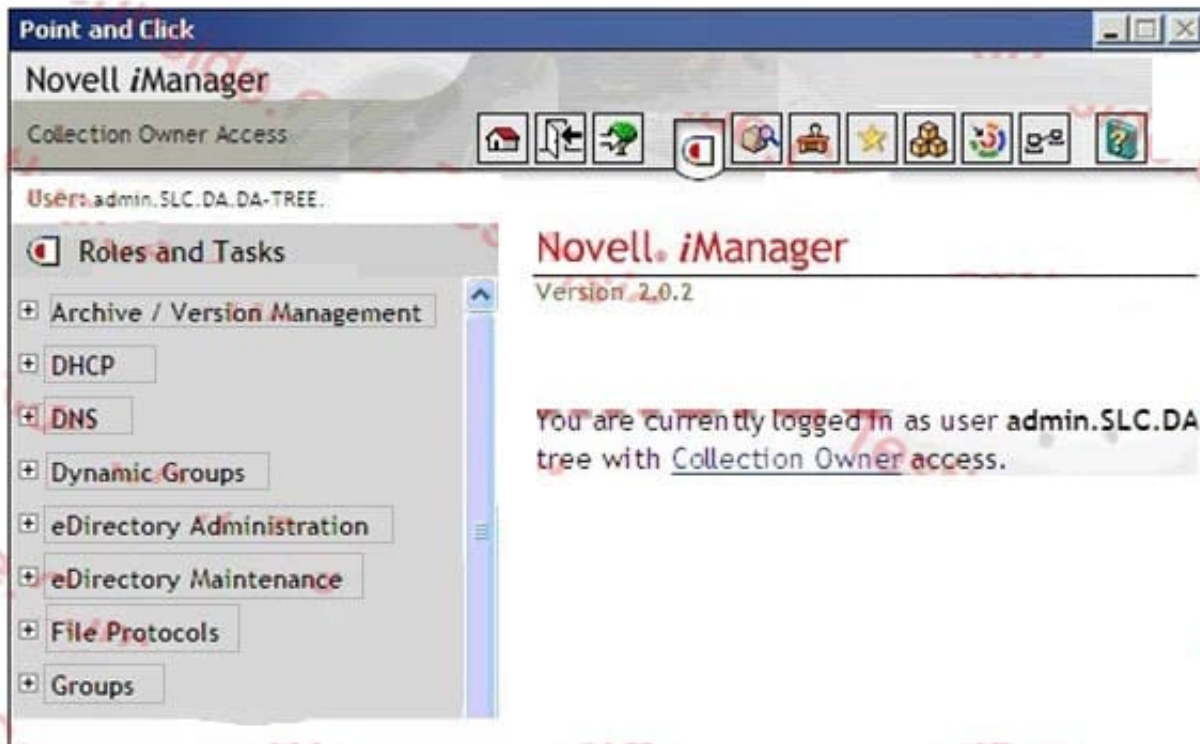 Point and Click
Novell iManager
Collection Owner Access
User: admin.SLC.DA.DA-TREE.
Roles and Tasks
Archive / Version Management
DHCP
DNS
Dynamic Groups
eDirectory Administration
eDirectory Maintenance
File Protocols
Groups
Novell® iManager
Version 2.0.2
You are currently logged in as user admin.SLC.DA
tree with Collection Owner access.